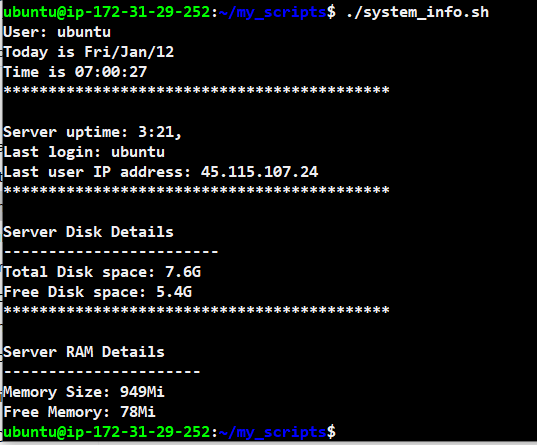 ubuntu@ip-172-31-29-252:~/my_scripts$ ./system_info.sh
User: ubuntu
Today is Fri/Jan/12
Time is 07:00:27
*******************************************
Server uptime: 3:21,
Last login: ubuntu
Last user IP address: 45.115.107.24
*******************************************
Server Disk Details
------------------------
Total Disk space: 7.6G
Free Disk space: 5.4G
*******************************************
Server RAM Details
----------------------
Memory Size: 949Mi
Free Memory: 78Mi
ubuntu@ip-172-31-29-252:~/my_scripts$